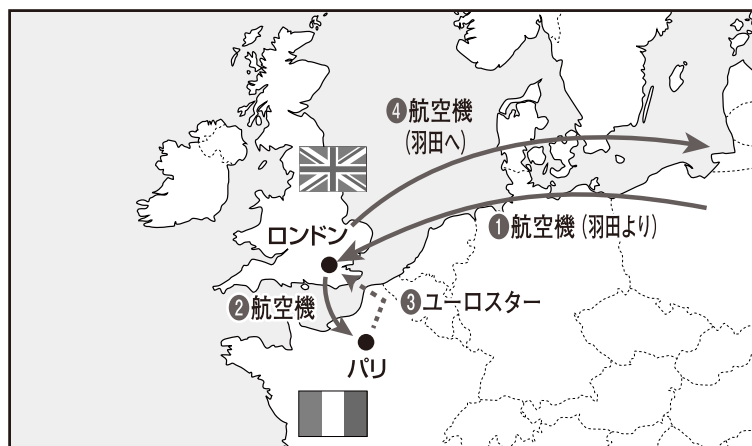 ❹航空機
(羽田へ)
ロンドン
❶航空機(羽田より)
❷航空機
❸ユーロスター
パリ